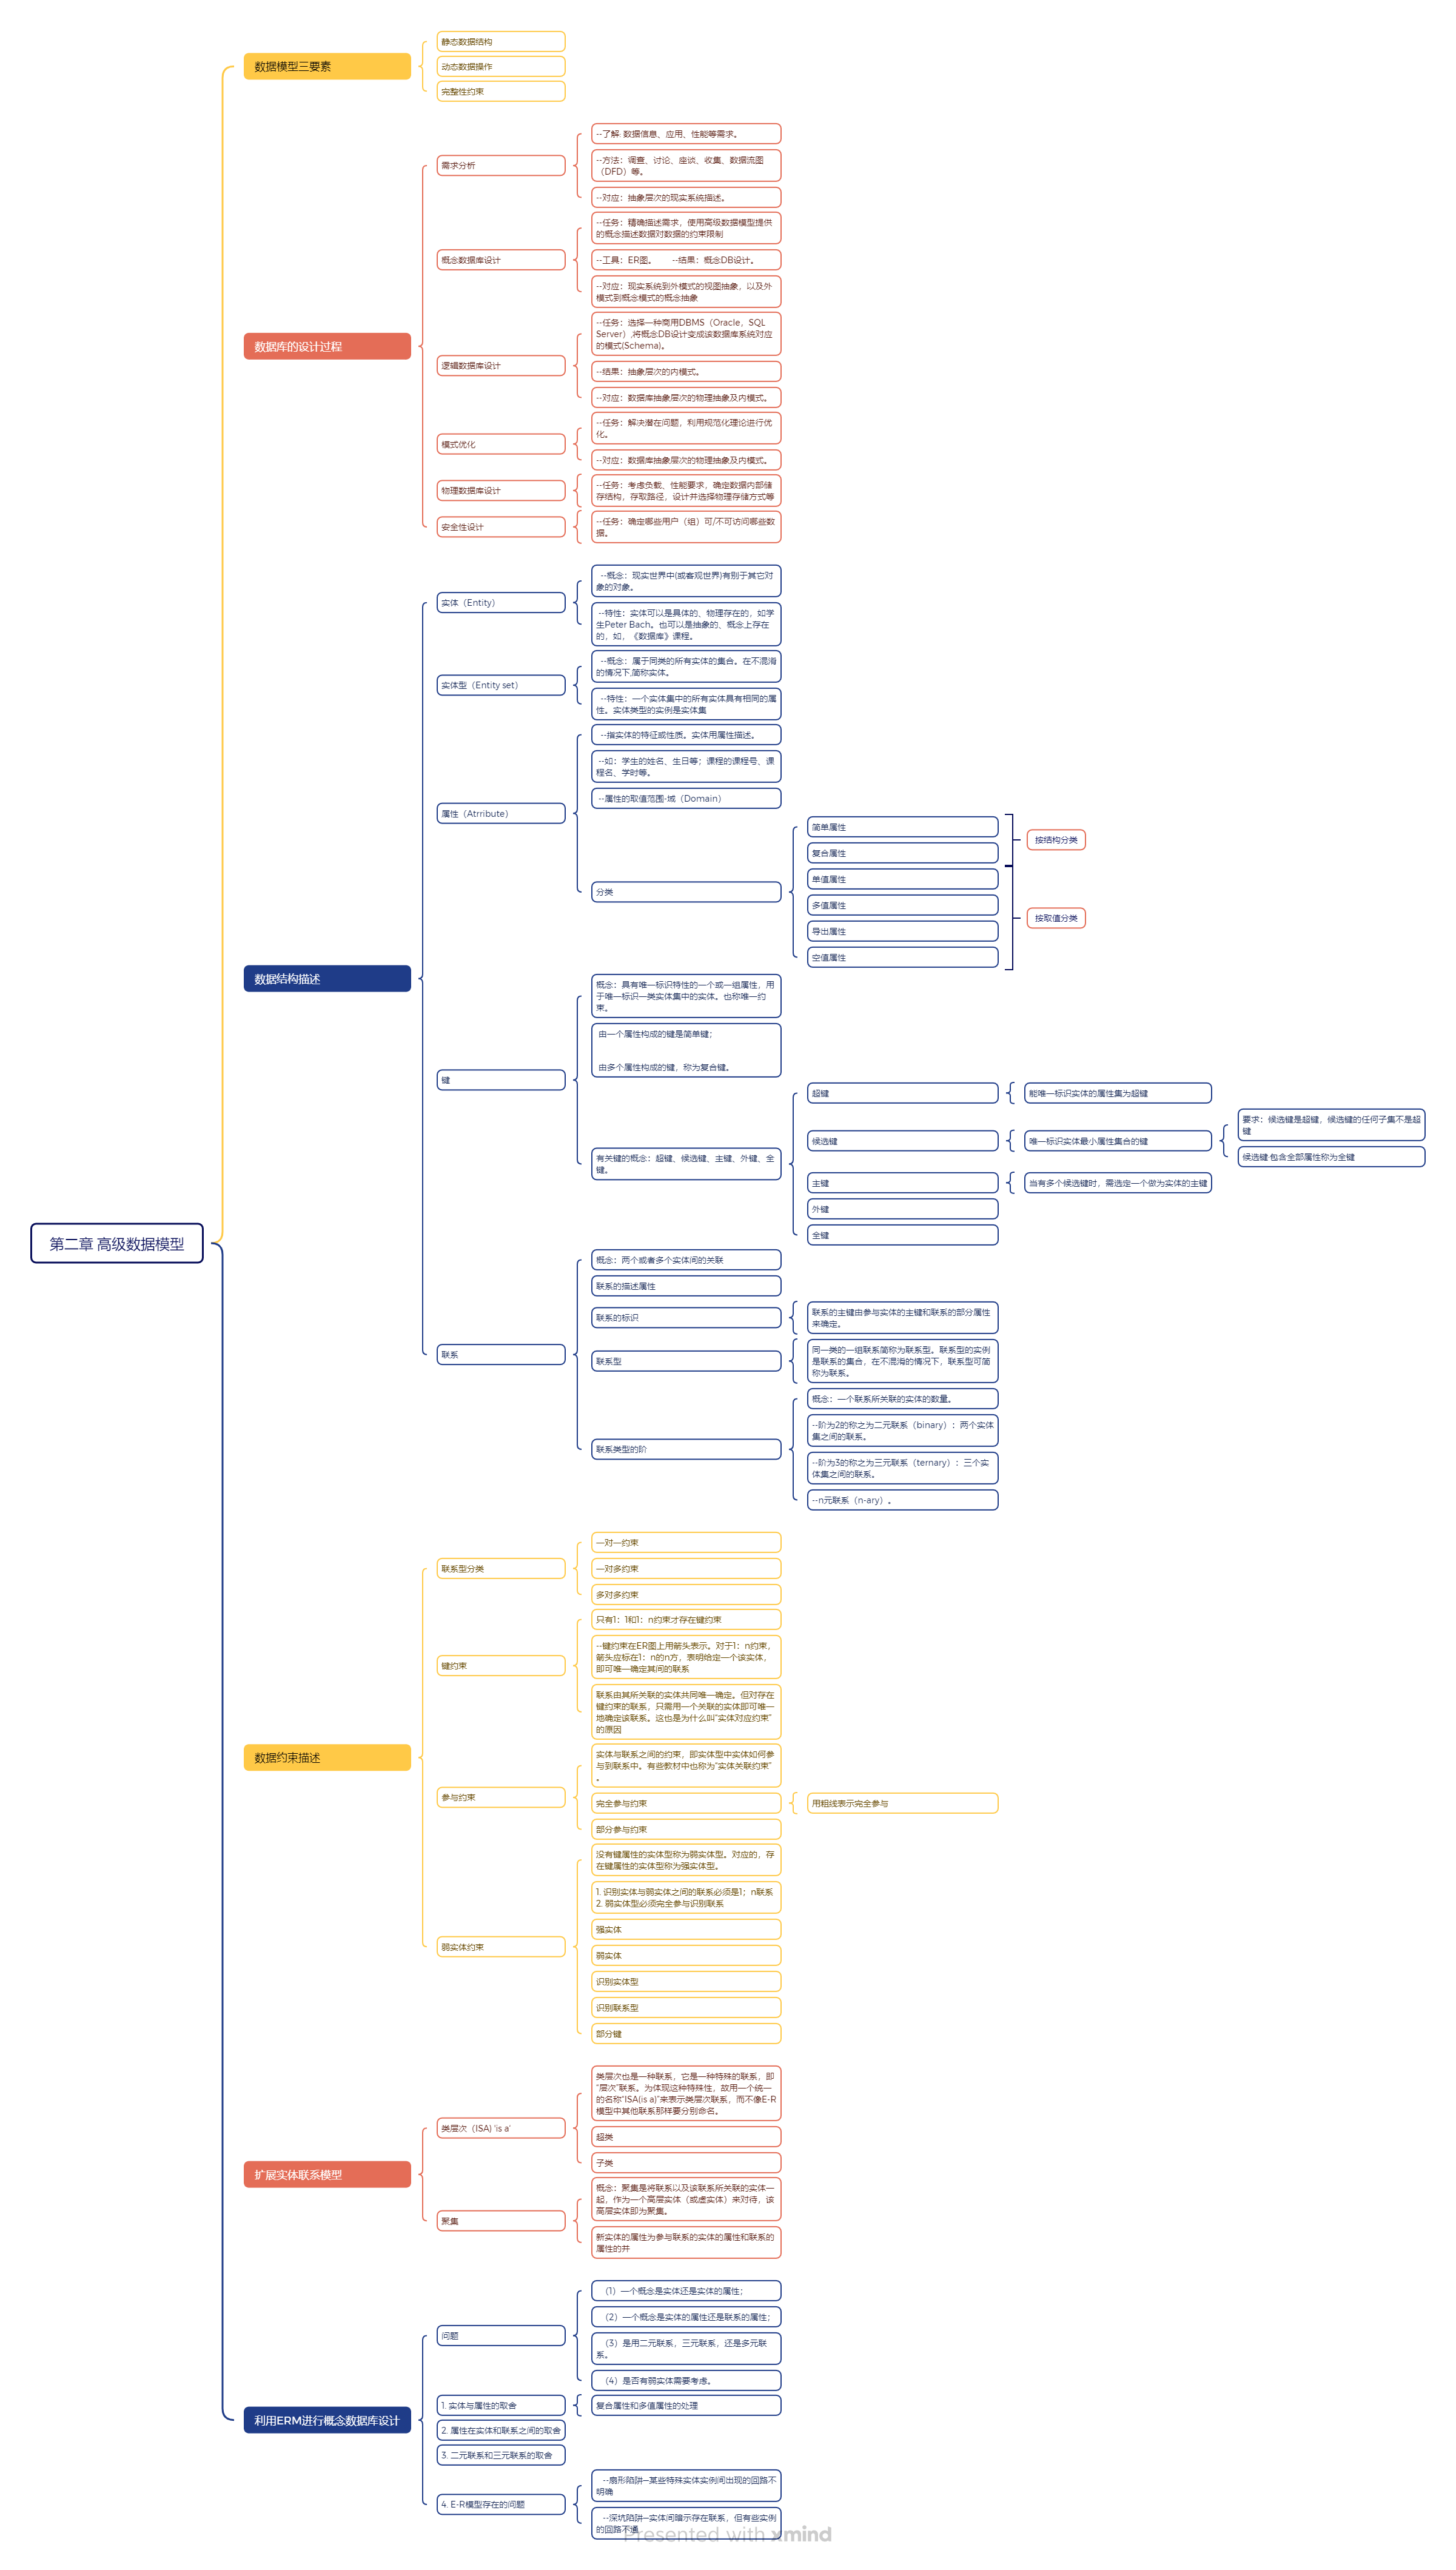 第二章 高级数据模型
数据模型三要素
静态数据结构
动态数据操作
完整性约束
数据库的设计过程
需求分析
--了解: 数据信息、应用、性能等需求。
--方法：调查、讨论、座谈、收集、数据流图
（DFD）等。
--对应：抽象层次的现实系统描述。
概念数据库设计
--任务：精确描述需求，使用高级数据模型提供
的概念描述数据对数据的约束限制
--工具：ER图。 --结果：概念DB设计。
--对应：现实系统到外模式的视图抽象，以及外
模式到概念模式的概念抽象
逻辑数据库设计
--任务：选择一种商用DBMS（Oracle，SQL
Server）,将概念DB设计变成该数据库系统对应
的模式(Schema)。
--结果：抽象层次的内模式。
--对应：数据库抽象层次的物理抽象及内模式。
模式优化
--任务：解决潜在问题，利用规范化理论进行优
化。
--对应：数据库抽象层次的物理抽象及内模式。
物理数据库设计
--任务：考虑负载、性能要求，确定数据内部储
存结构，存取路径，设计并选择物理存储方式等
安全性设计
--任务：确定哪些用户（组）可/不可访问哪些数
据。
数据结构描述
实体（Entity）
--概念：现实世界中(或客观世界)有别于其它对
象的对象。
--特性：实体可以是具体的、物理存在的，如学
生Peter Bach。也可以是抽象的、概念上存在
的，如，《数据库》课程。
实体型（Entity set）
--概念：属于同类的所有实体的集合。在不混淆
的情况下,简称实体。
--特性：一个实体集中的所有实体具有相同的属
性。实体类型的实例是实体集
属性（Atrribute）
--指实体的特征或性质。实体用属性描述。
--如：学生的姓名、生日等；课程的课程号、课
程名、学时等。
--属性的取值范围-域（Domain）
分类
简单属性
复合属性
单值属性
多值属性
导出属性
空值属性
按结构分类
按取值分类
键
概念：具有唯一标识特性的一个或一组属性，用
于唯一标识一类实体集中的实体。也称唯一约
束。
由一个属性构成的键是简单键；
由多个属性构成的键，称为复合键。
有关键的概念：超键、候选键、主键、外键、全
键。
超键
能唯一标识实体的属性集为超键
候选键
唯一标识实体最小属性集合的键
要求：候选键是超键，候选键的任何子集不是超
键
候选键 包含全部属性称为全键
主键
当有多个候选键时，需选定一个做为实体的主键
外键
全键
联系
概念：两个或者多个实体间的关联
联系的描述属性
联系的标识
联系的主键由参与实体的主键和联系的部分属性
来确定。
联系型
同一类的一组联系简称为联系型。联系型的实例
是联系的集合，在不混淆的情况下，联系型可简
称为联系。
联系类型的阶
概念：一个联系所关联的实体的数量。
--阶为2的称之为二元联系（binary）：两个实体
集之间的联系。
--阶为3的称之为三元联系（ternary）：三个实
体集之间的联系。
--n元联系（n-ary）。
数据约束描述
联系型分类
一对一约束
一对多约束
多对多约束
键约束
只有1：1和1：n约束才存在键约束
--键约束在ER图上用箭头表示。对于1：n约束，
箭头应标在1：n的n方，表明给定一个该实体，
即可唯一确定其间的联系
联系由其所关联的实体共同唯一确定。但对存在
键约束的联系，只需用一个关联的实体即可唯一
地确定该联系。这也是为什么叫“实体对应约束”
的原因
参与约束
实体与联系之间的约束，即实体型中实体如何参
与到联系中。有些教材中也称为“实体关联约束”
。
完全参与约束
用粗线表示完全参与
部分参与约束
弱实体约束
没有键属性的实体型称为弱实体型。对应的，存
在键属性的实体型称为强实体型。
1. 识别实体与弱实体之间的联系必须是1；n联系
2. 弱实体型必须完全参与识别联系
强实体
弱实体
识别实体型
识别联系型
部分键
扩展实体联系模型
类层次（ISA) 'is a'
类层次也是一种联系，它是一种特殊的联系，即
“层次”联系。为体现这种特殊性，故用一个统一
的名称“ISA(is a)”来表示类层次联系，而不像E-R
模型中其他联系那样要分别命名。
超类
子类
聚集
概念：聚集是将联系以及该联系所关联的实体一
起，作为一个高层实体（或虚实体）来对待，该
高层实体即为聚集。
新实体的属性为参与联系的实体的属性和联系的
属性的并
利用ERM进行概念数据库设计
问题
（1）一个概念是实体还是实体的属性；
（2）一个概念是实体的属性还是联系的属性；
（3）是用二元联系，三元联系，还是多元联
系。
（4）是否有弱实体需要考虑。
1. 实体与属性的取舍
复合属性和多值属性的处理
2. 属性在实体和联系之间的取舍
3. 二元联系和三元联系的取舍
4. E-R模型存在的问题
--扇形陷阱—某些特殊实体实例间出现的回路不
明确
--深坑陷阱—实体间暗示存在联系，但有些实例
的回路不通
Presented with xmind